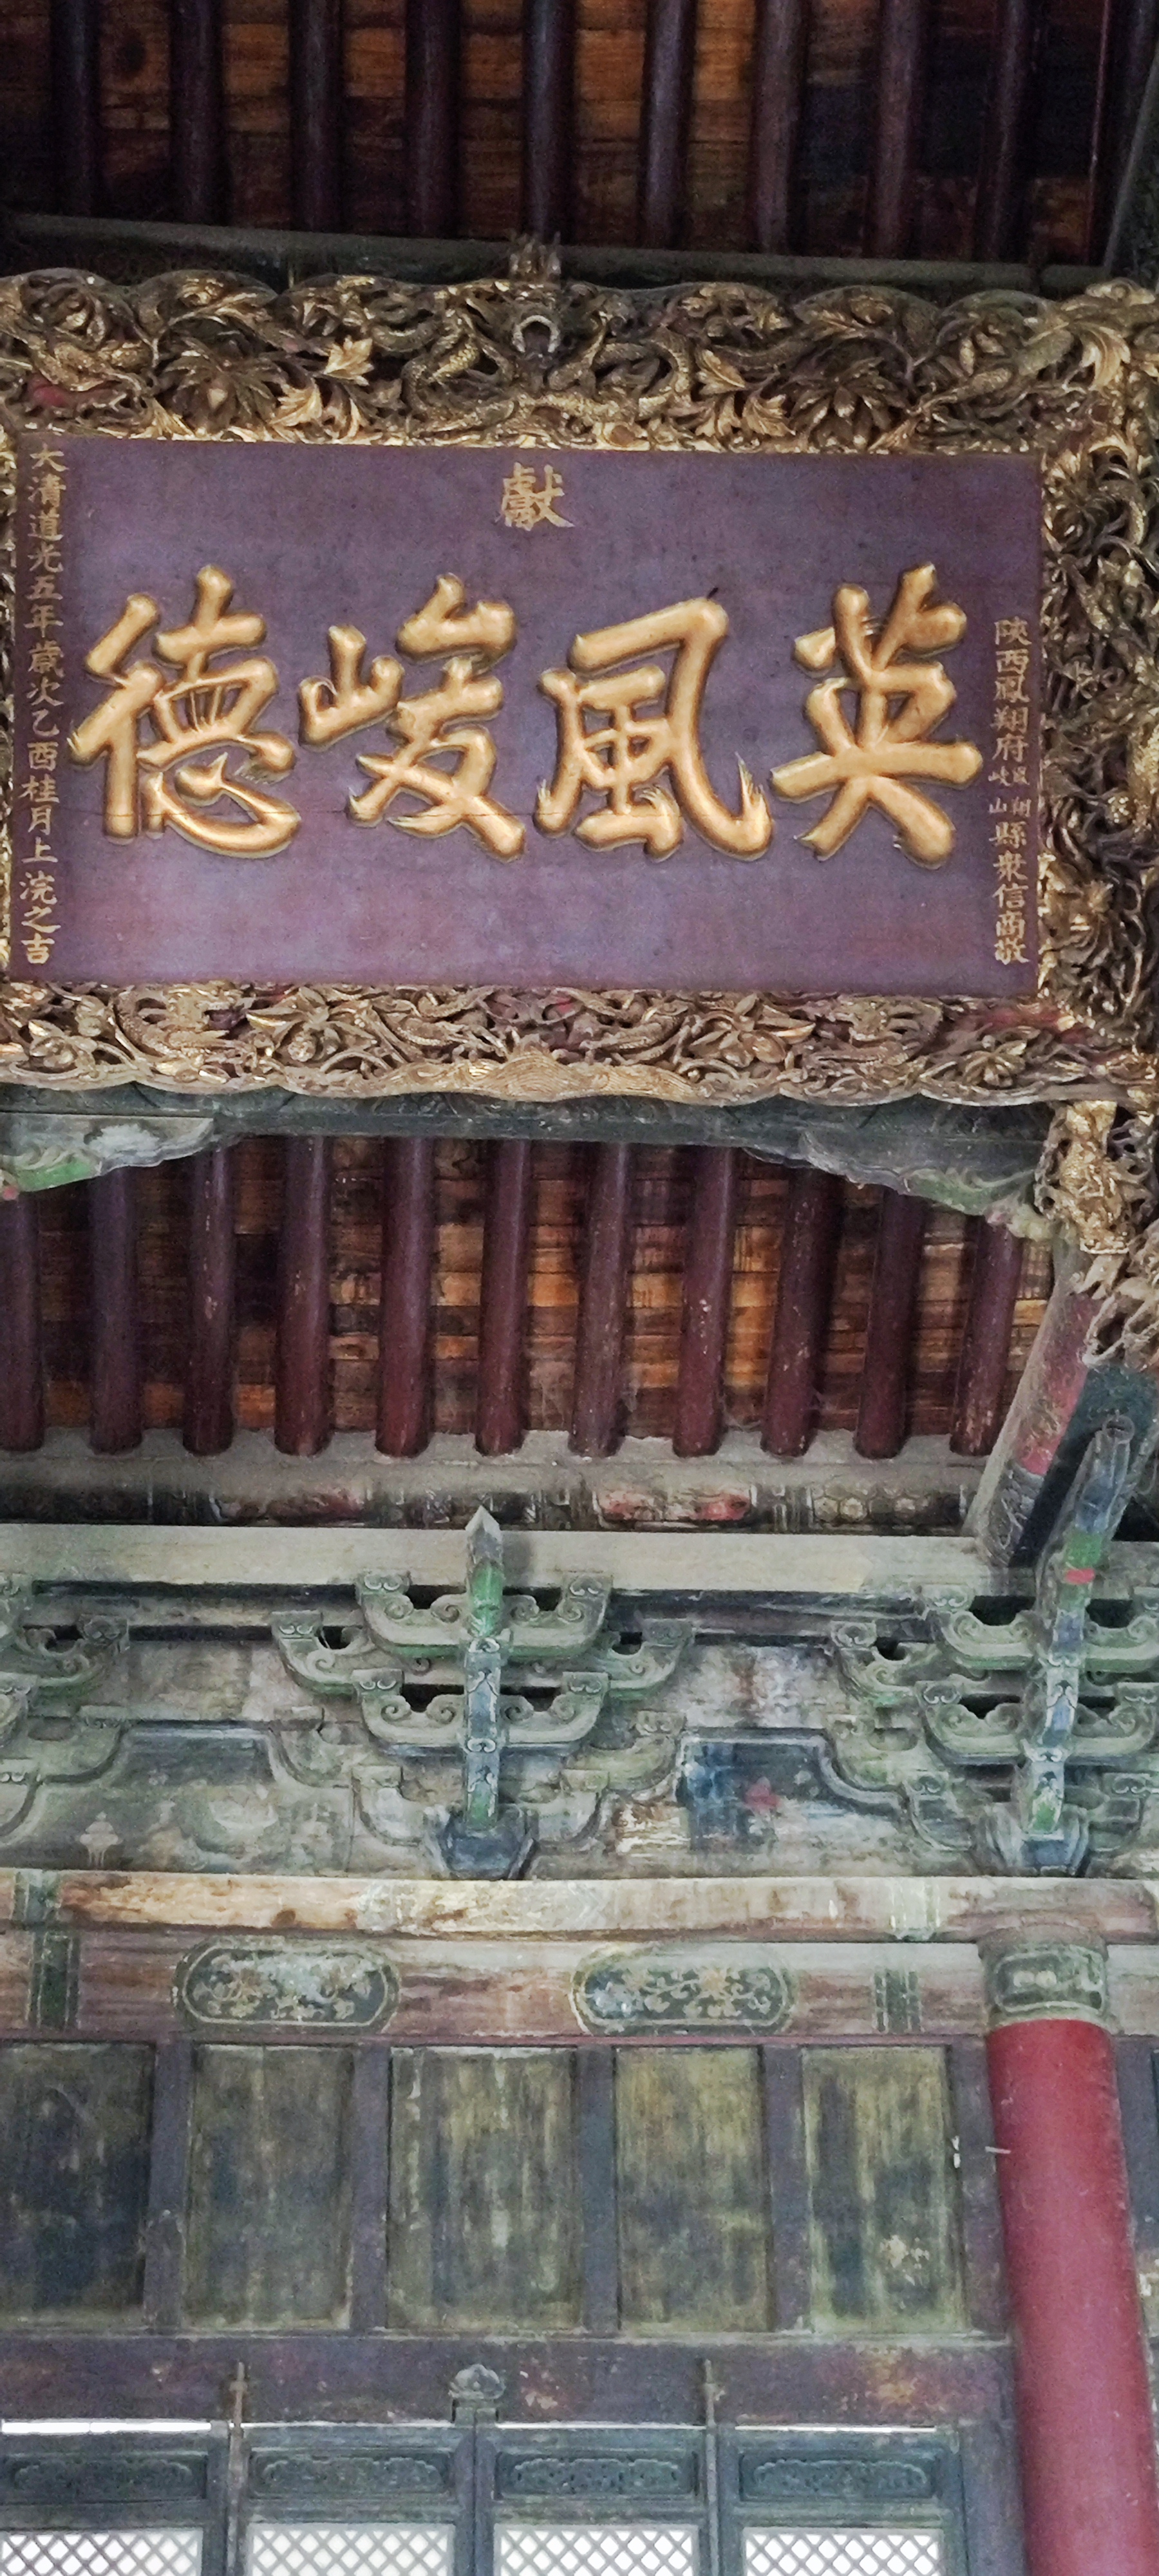 陝西鳳翔府鳳翔岐山縣衆信商敬
獻
英風峻德
大清道光五年歲次乙酉桂月上浣之吉